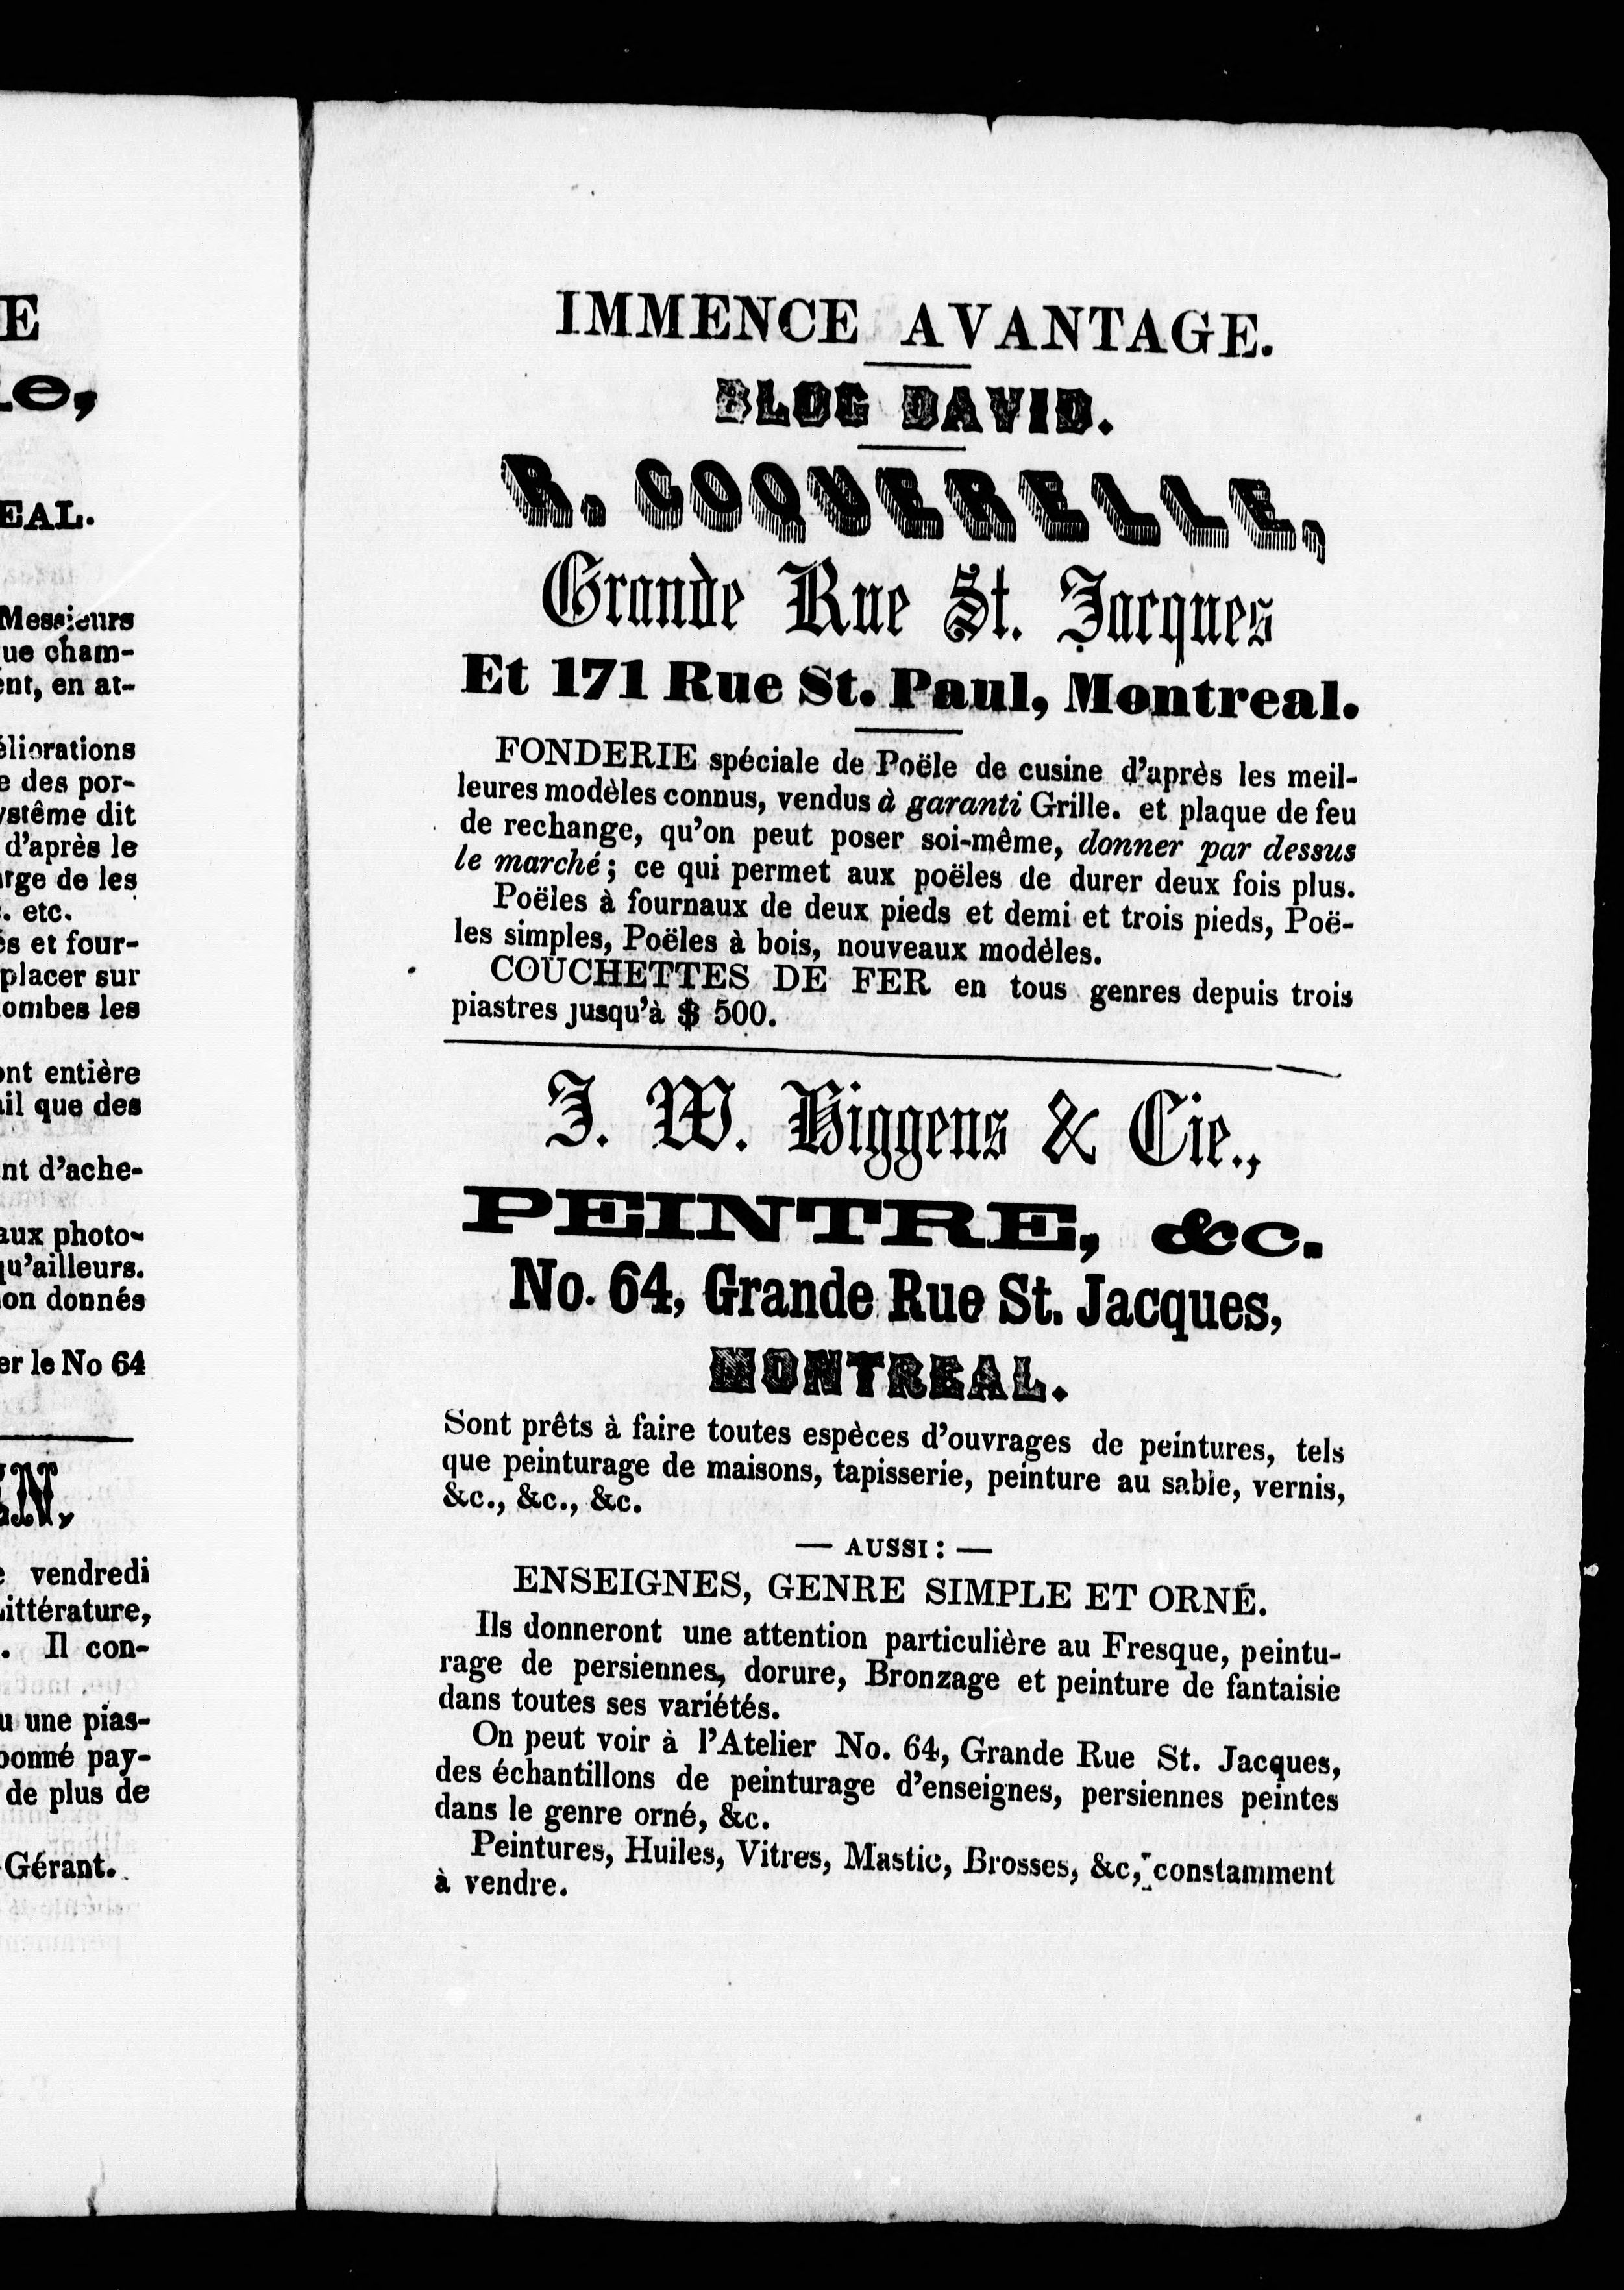 E
le,
EAL.
Messieurs
ue cham-
ent, en at-
éliorations
e des por-
ystême dit
d'après le
arge de les
. etc.
és et four-
placer sur
ombes les
ont entière
ail que des
nt d'ache-
aux photo-
qu'ailleurs.
ion donnés
er le No 64
N,
e vendredi
Littérature,
. Il con-
u une pias-
bonné pay-
de plus de
Gérant.
IMMENCE AVANTAGE.
BLOC DAVID.
R. COQUERELLE,
Grande Rue St. Jacques
Et 171 Rue St. Paul, Montreal.
FONDERIE spéciale de Poële de cusine d'après les meil-
leures modèles connus, vendus à garanti Grille. et plaque de feu
de rechange, qu'on peut poser soi-même, donner par dessus
le marché; ce qui permet aux poëles de durer deux fois plus.
Poëles à fournaux de deux pieds et demi et trois pieds, Poë-
les simples, Poëles à bois, nouveaux modèles.
COUCHETTES DE FER en tous genres depuis trois
piastres jusqu'à $ 500.
J. W. Higgens & Cie.,
PEINTRE, &c.
No. 64, Grande Rue St. Jacques,
MONTREAL.
Sont prêts à faire toutes espèces d'ouvrages de peintures, tels
que peinturage de maisons, tapisserie, peinture au sable, vernis,
&c., &c., &c.
— AUSSI: —
ENSEIGNES, GENRE SIMPLE ET ORNÉ.
Ils donneront une attention particulière au Fresque, peintu-
rage de persiennes, dorure, Bronzage et peinture de fantaisie
dans toutes ses variétés.
On peut voir à l'Atelier No. 64, Grande Rue St. Jacques,
des échantillons de peinturage d'enseignes, persiennes peintes
dans le genre orné, &c.
Peintures, Huiles, Vitres, Mastic, Brosses, &c, constamment
à vendre.